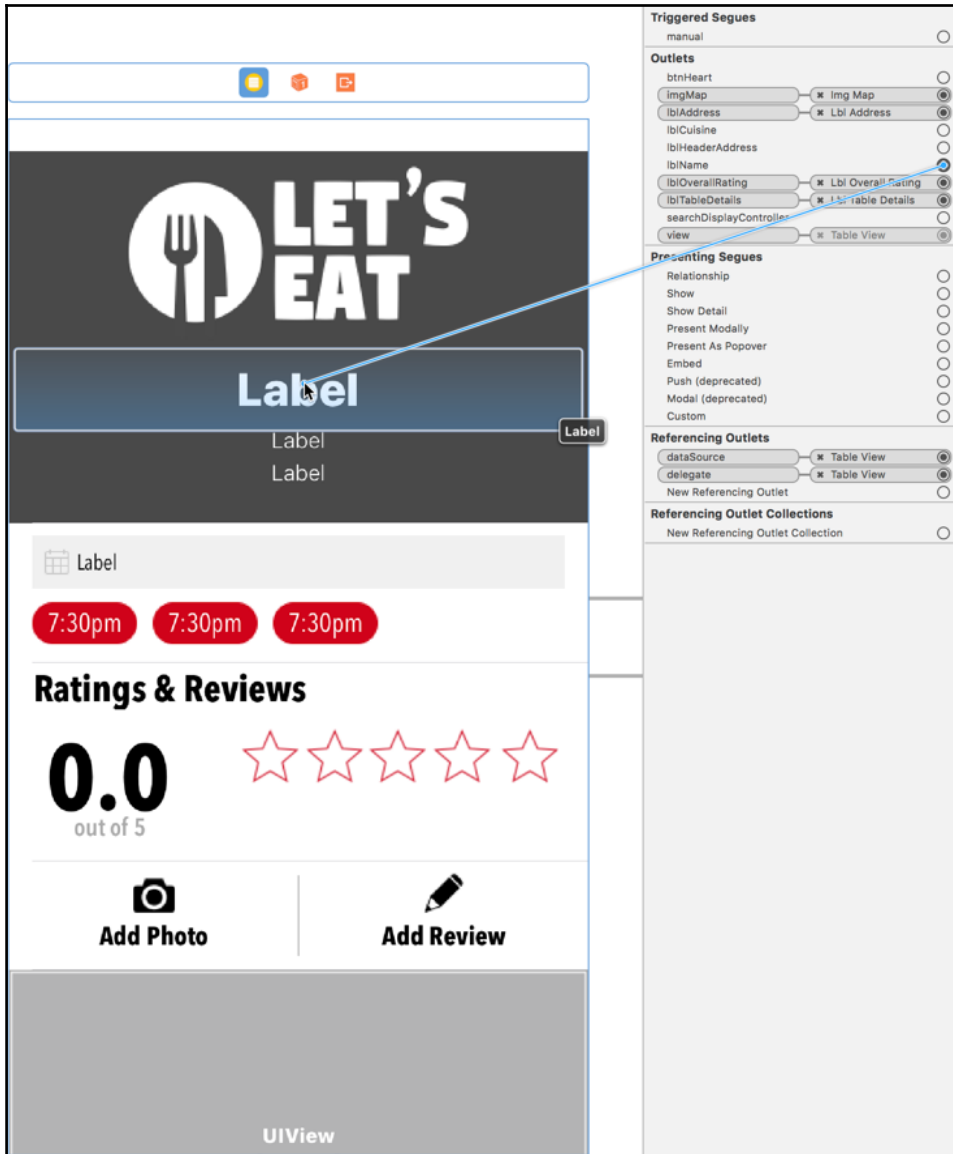 LET'S
EAT
Label
Label
Label
Label
Label
7:30pm 7:30pm 7:30pm
Ratings & Reviews
0.0
out of 5
Add Photo Add Review
UIView
Triggered Segues
manual
Outlets
btnHeart
imgMap Img Map
lblAddress Lbl Address
lblCuisine
lblHeaderAddress
lblName
lblOverallRating Lbl Overall Rating
lblTableDetails Lbl Table Details
searchDisplayController
view Table View
Presenting Segues
Relationship
Show
Show Detail
Present Modally
Present As Popover
Embed
Push (deprecated)
Modal (deprecated)
Custom
Referencing Outlets
dataSource Table View
delegate Table View
New Referencing Outlet
Referencing Outlet Collections
New Referencing Outlet Collection